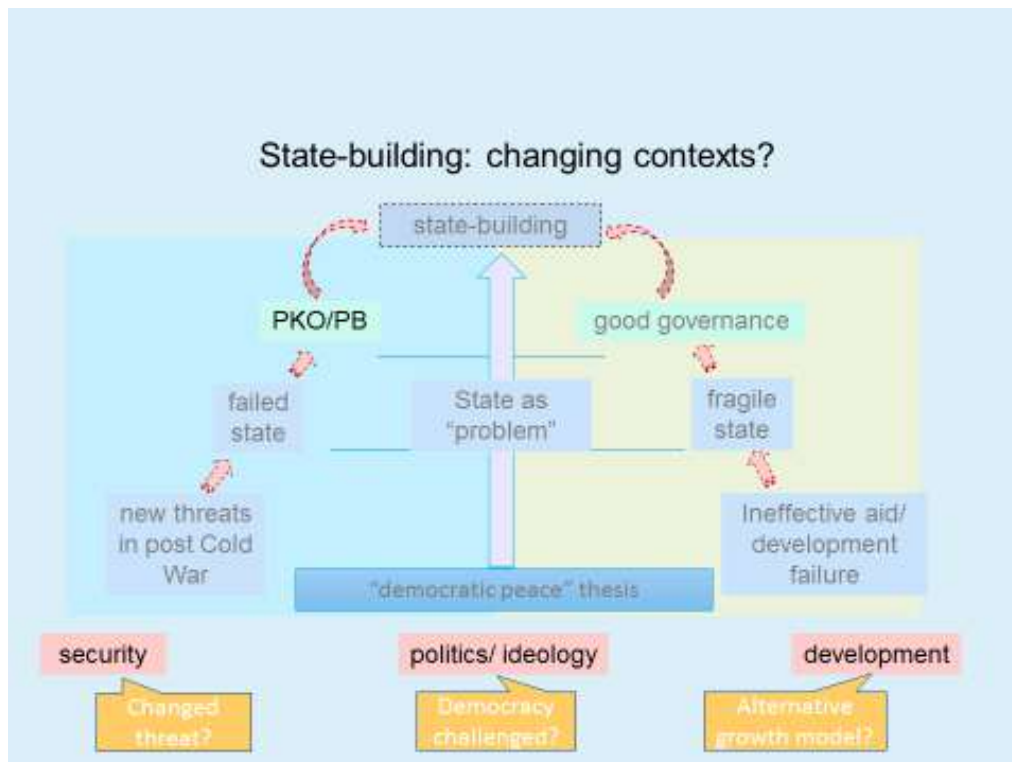 State-building: changing contexts?
state-building
PKO/PB
good governance
failed
state
State as
"problem"
fragile
state
new threats
in post Cold
War
Ineffective aid/
development
failure
"democratic peace" thesis
security
politics/ ideology
development
Changed
threat?
Democracy
challenged?
Alternative
growth model?